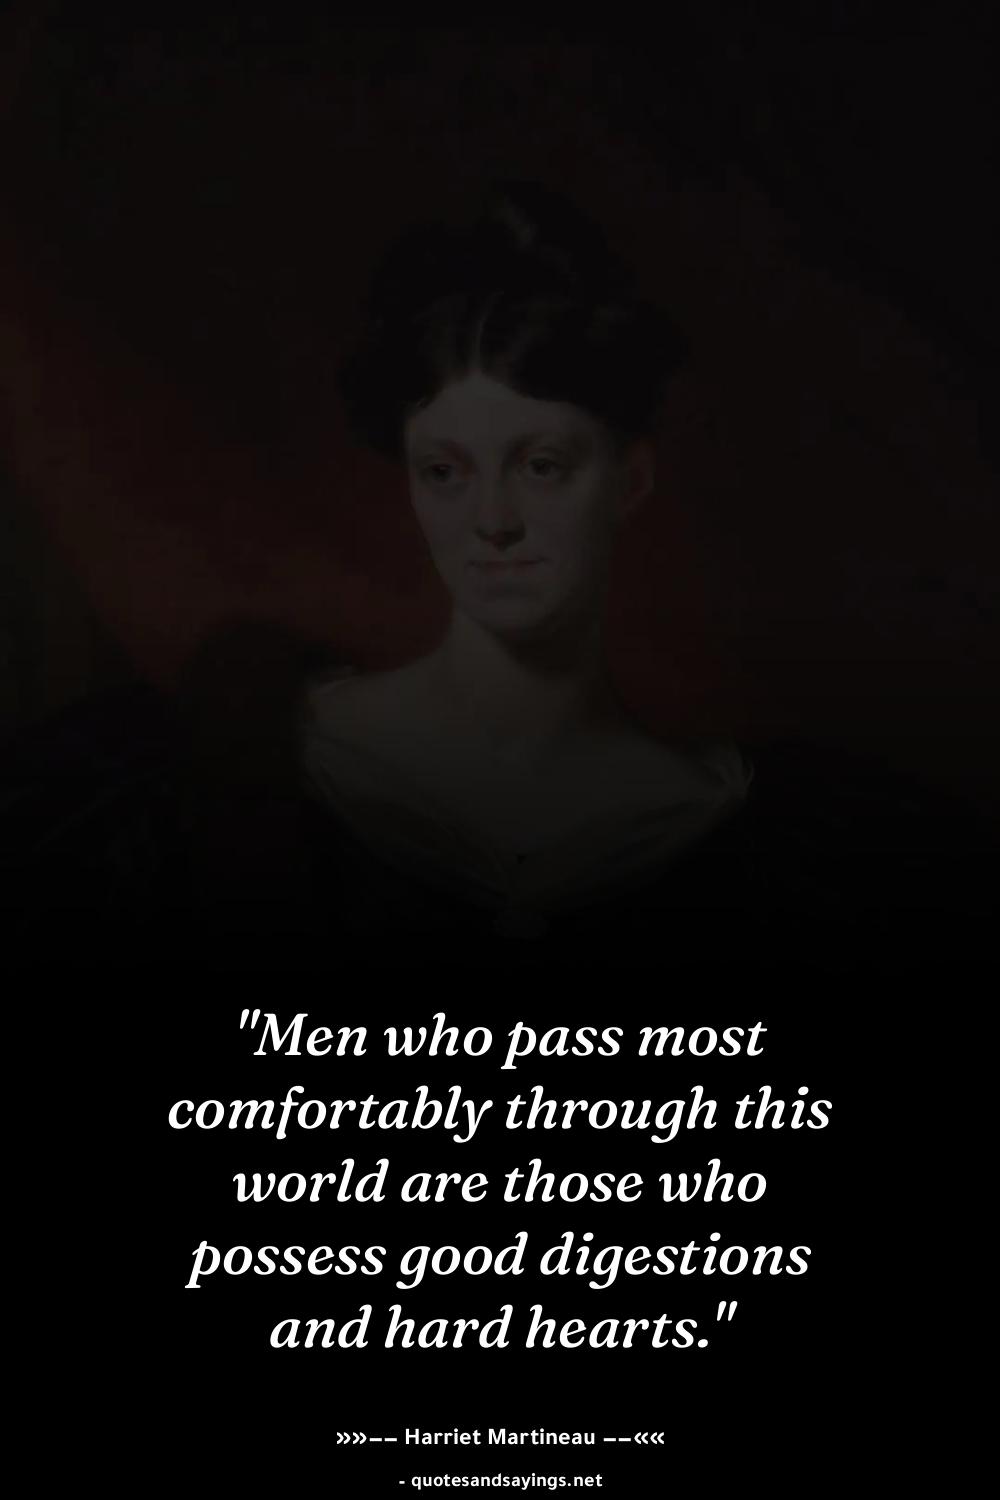 "Men who pass most
comfortably through this
world are those who
possess good digestions
and hard hearts."
»»–– Harriet Martineau ––««
- quotesandsayings.net